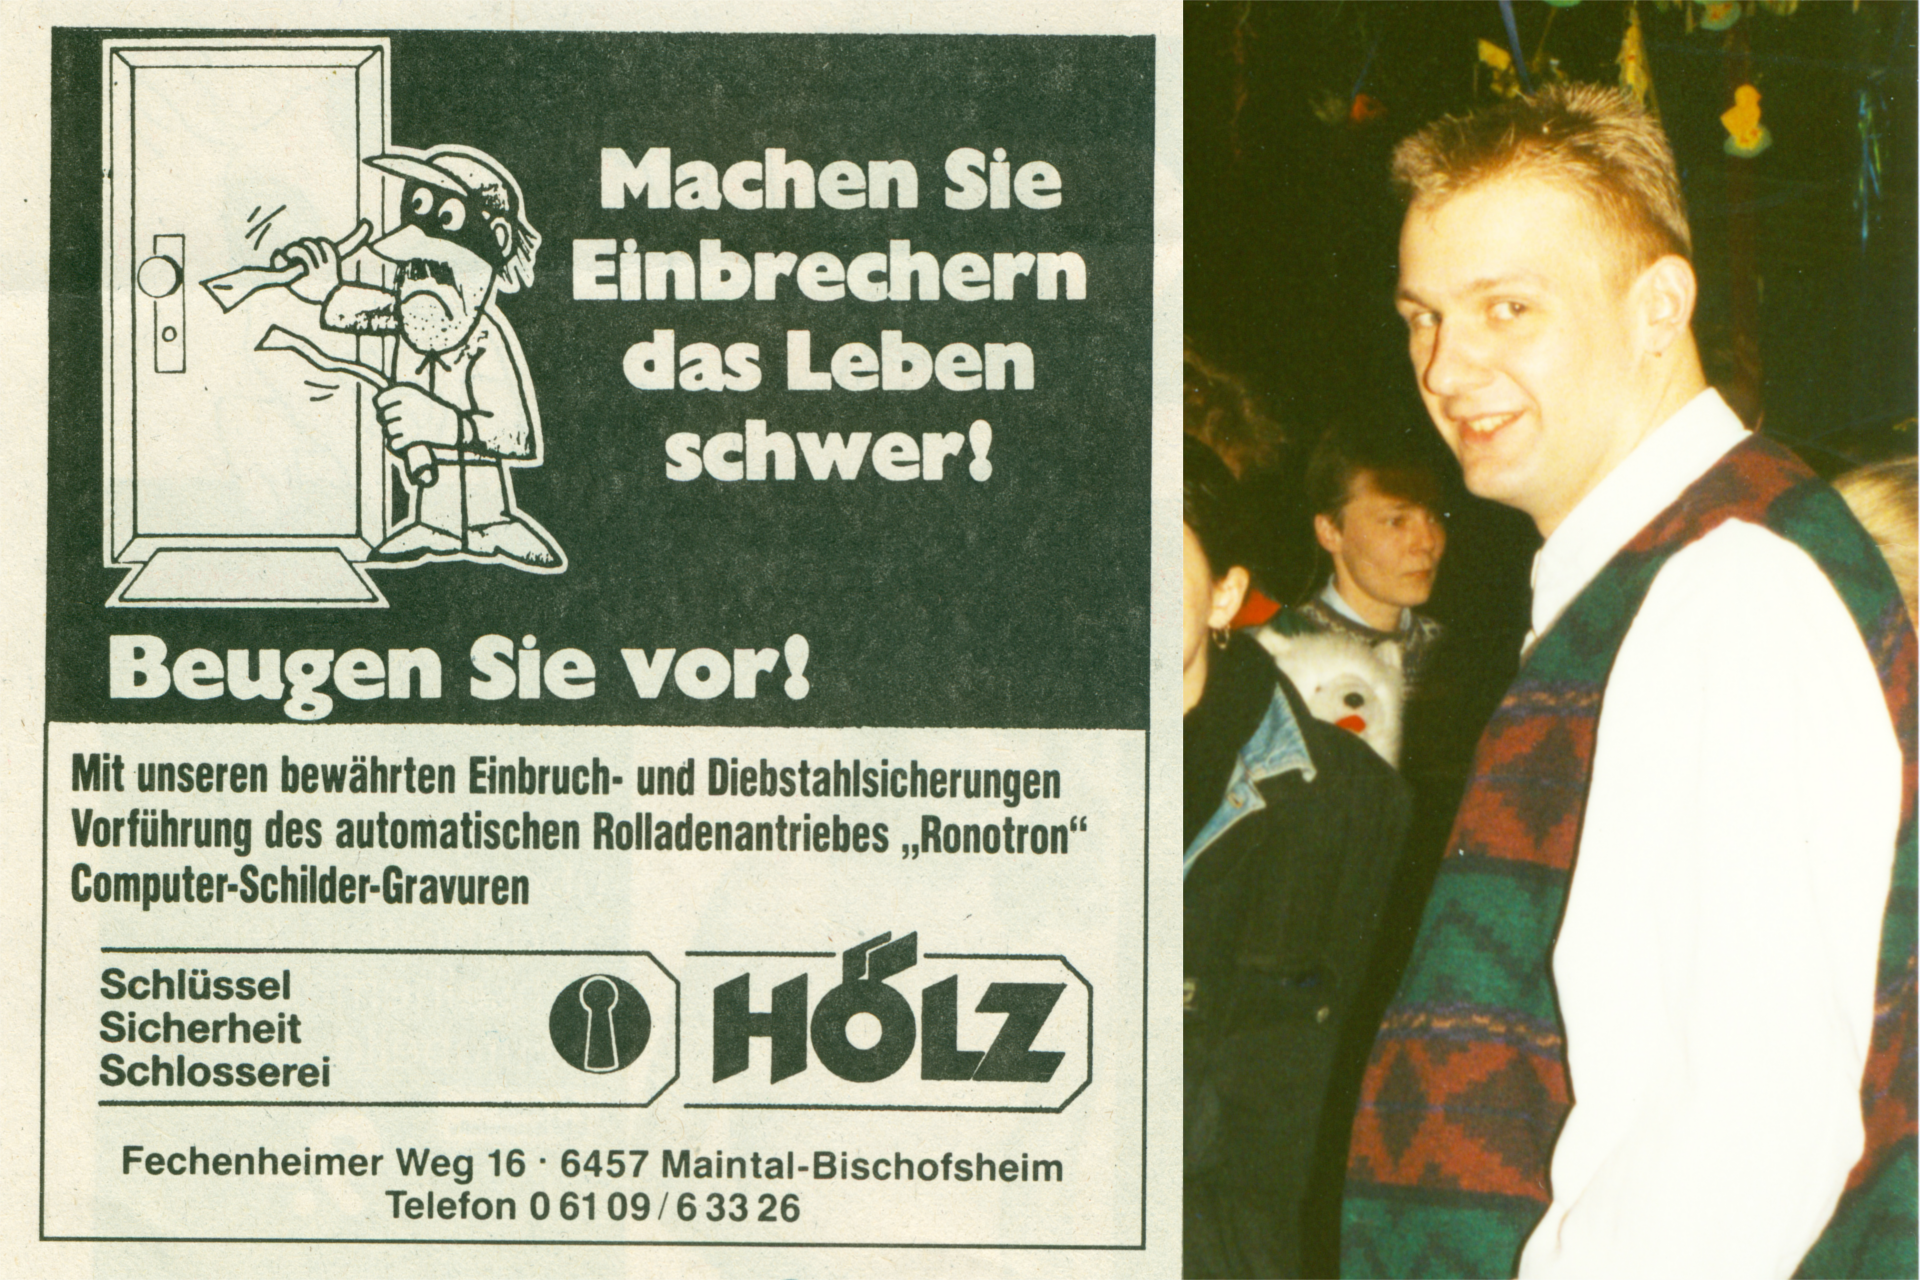 Machen Sie
Einbrechern
das Leben
schwer!
Beugen Sie vor!
Mit unseren bewährten Einbruch- und Diebstahlsicherungen
Vorführung des automatischen Rolladenantriebes „Ronotron“
Computer-Schilder-Gravuren
Schlüssel
Sicherheit
Schlosserei
HÖLZ
Fechenheimer Weg 16 · 6457 Maintal-Bischofsheim
Telefon 0 61 09 / 6 33 26